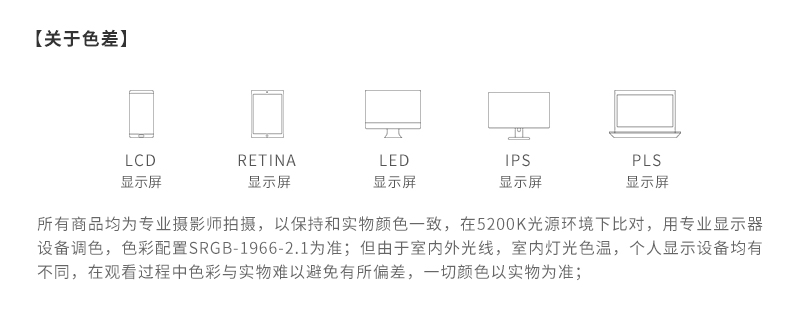 【关于色差】
LCD
显示屏
RETINA
显示屏
LED
显示屏
IPS
显示屏
PLS
显示屏
所有商品均为专业摄影师拍摄，以保持和实物颜色一致，在5200K光源环境下比对，用专业显示器
设备调色，色彩配置SRGB-1966-2.1为准；但由于室内外光线，室内灯光色温，个人显示设备均有
不同，在观看过程中色彩与实物难以避免有所偏差，一切颜色以实物为准；